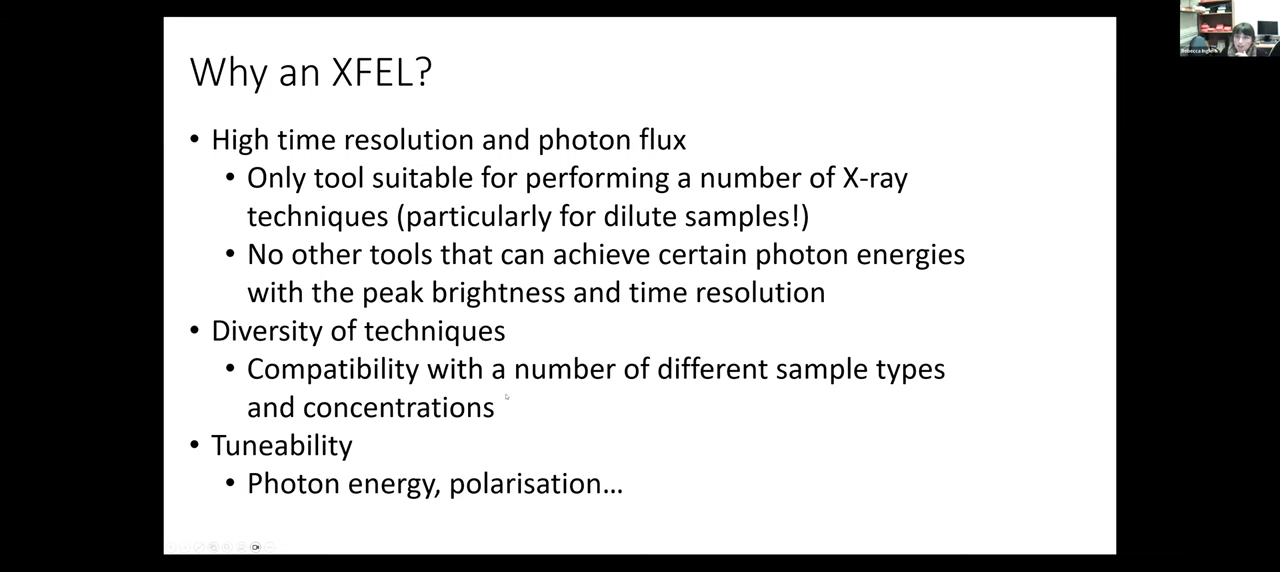 Why an XFEL?
• High time resolution and photon flux
• Only tool suitable for performing a number of X-ray
techniques (particularly for dilute samples!)
• No other tools that can achieve certain photon energies
with the peak brightness and time resolution
• Diversity of techniques
• Compatibility with a number of different sample types
and concentrations
• Tuneability
• Photon energy, polarisation...
Rebecca